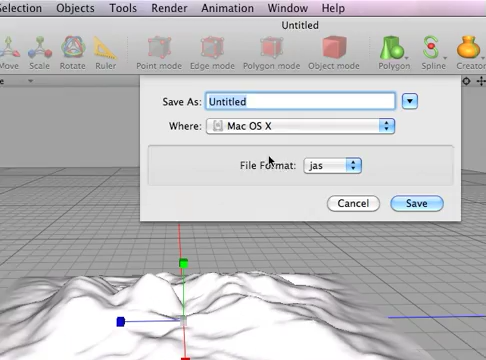 Selection Objects Tools Render Animation Window Help
Untitled
Move Scale Rotate Ruler Point mode Edge mode Polygon mode Object mode Polygon Spline Creator
Save As: Untitled
Where: Mac OS X
File Format: jas
Cancel Save